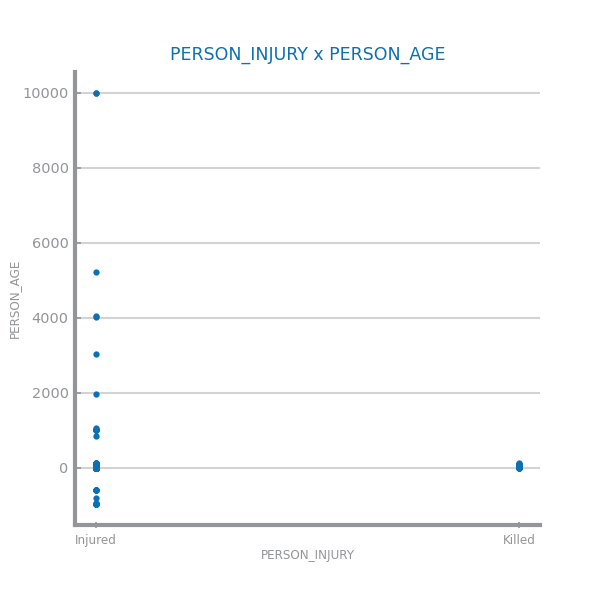 PERSON_INJURY x PERSON_AGE
10000
8000
6000
4000
2000
0
PERSON_AGE
Injured
Killed
PERSON_INJURY